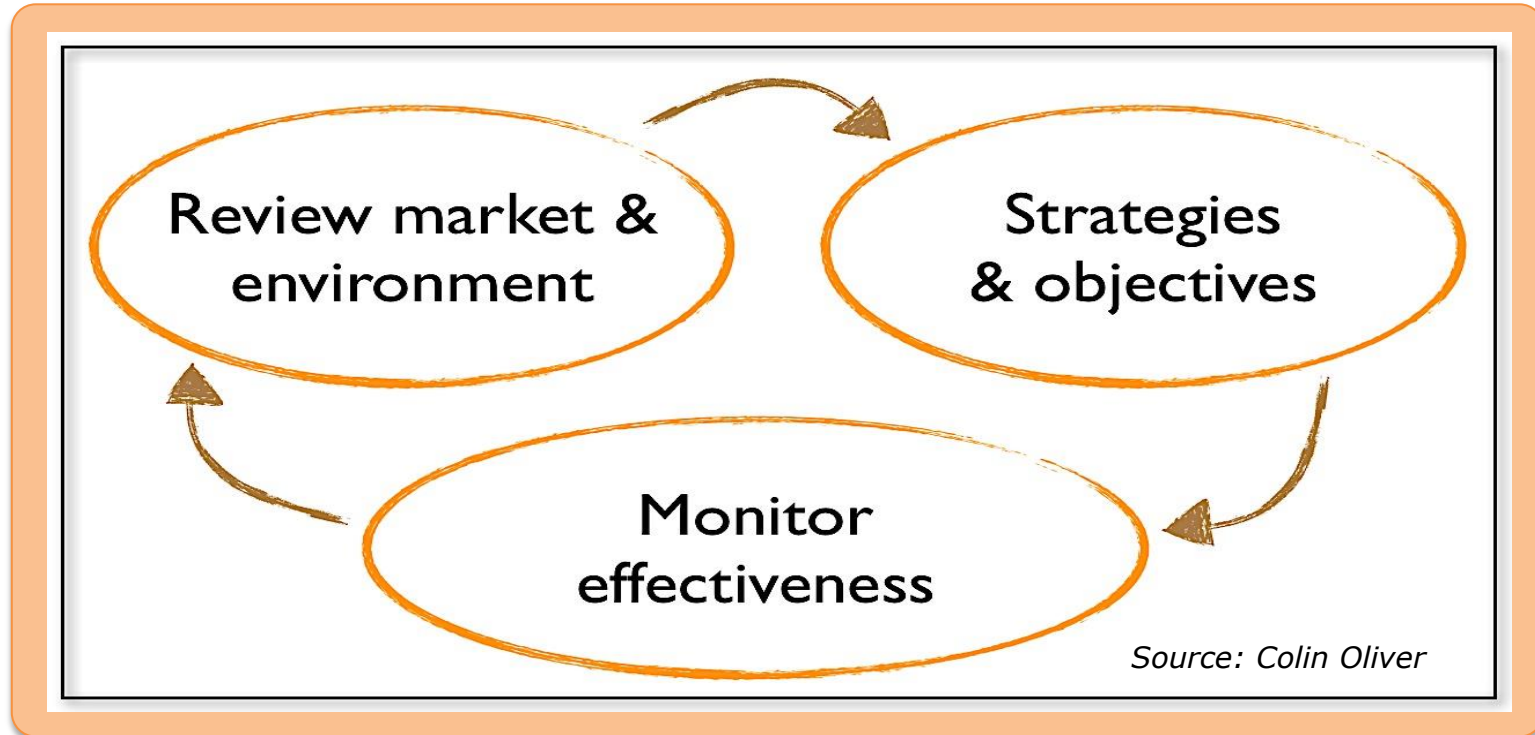 Review market &
environment
Strategies
& objectives
Monitor
effectiveness
Source: Colin Oliver